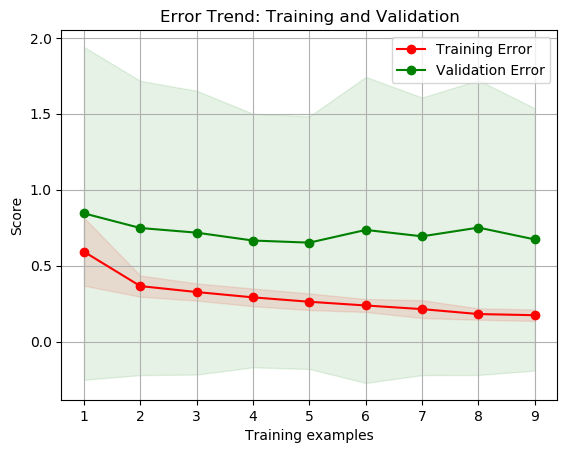 Error Trend: Training and Validation
Training Error
Validation Error
2.0
1.5
1.0
0.5
0.0
Score
1 2 3 4 5 6 7 8 9
Training examples